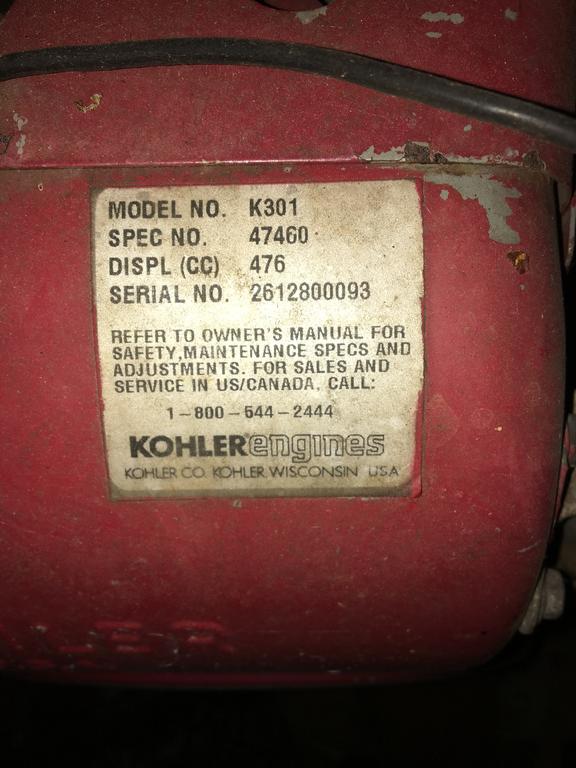 MODEL NO. K301
SPEC NO. 47460
DISPL (CC) 476
SERIAL NO. 2612800093
REFER TO OWNER'S MANUAL FOR
SAFETY,MAINTENANCE SPECS AND
ADJUSTMENTS. FOR SALES AND
SERVICE IN US/CANADA, CALL:
1-800-544-2444
KOHLERengines
KOHLER CO. KOHLER, WISCONSIN USA